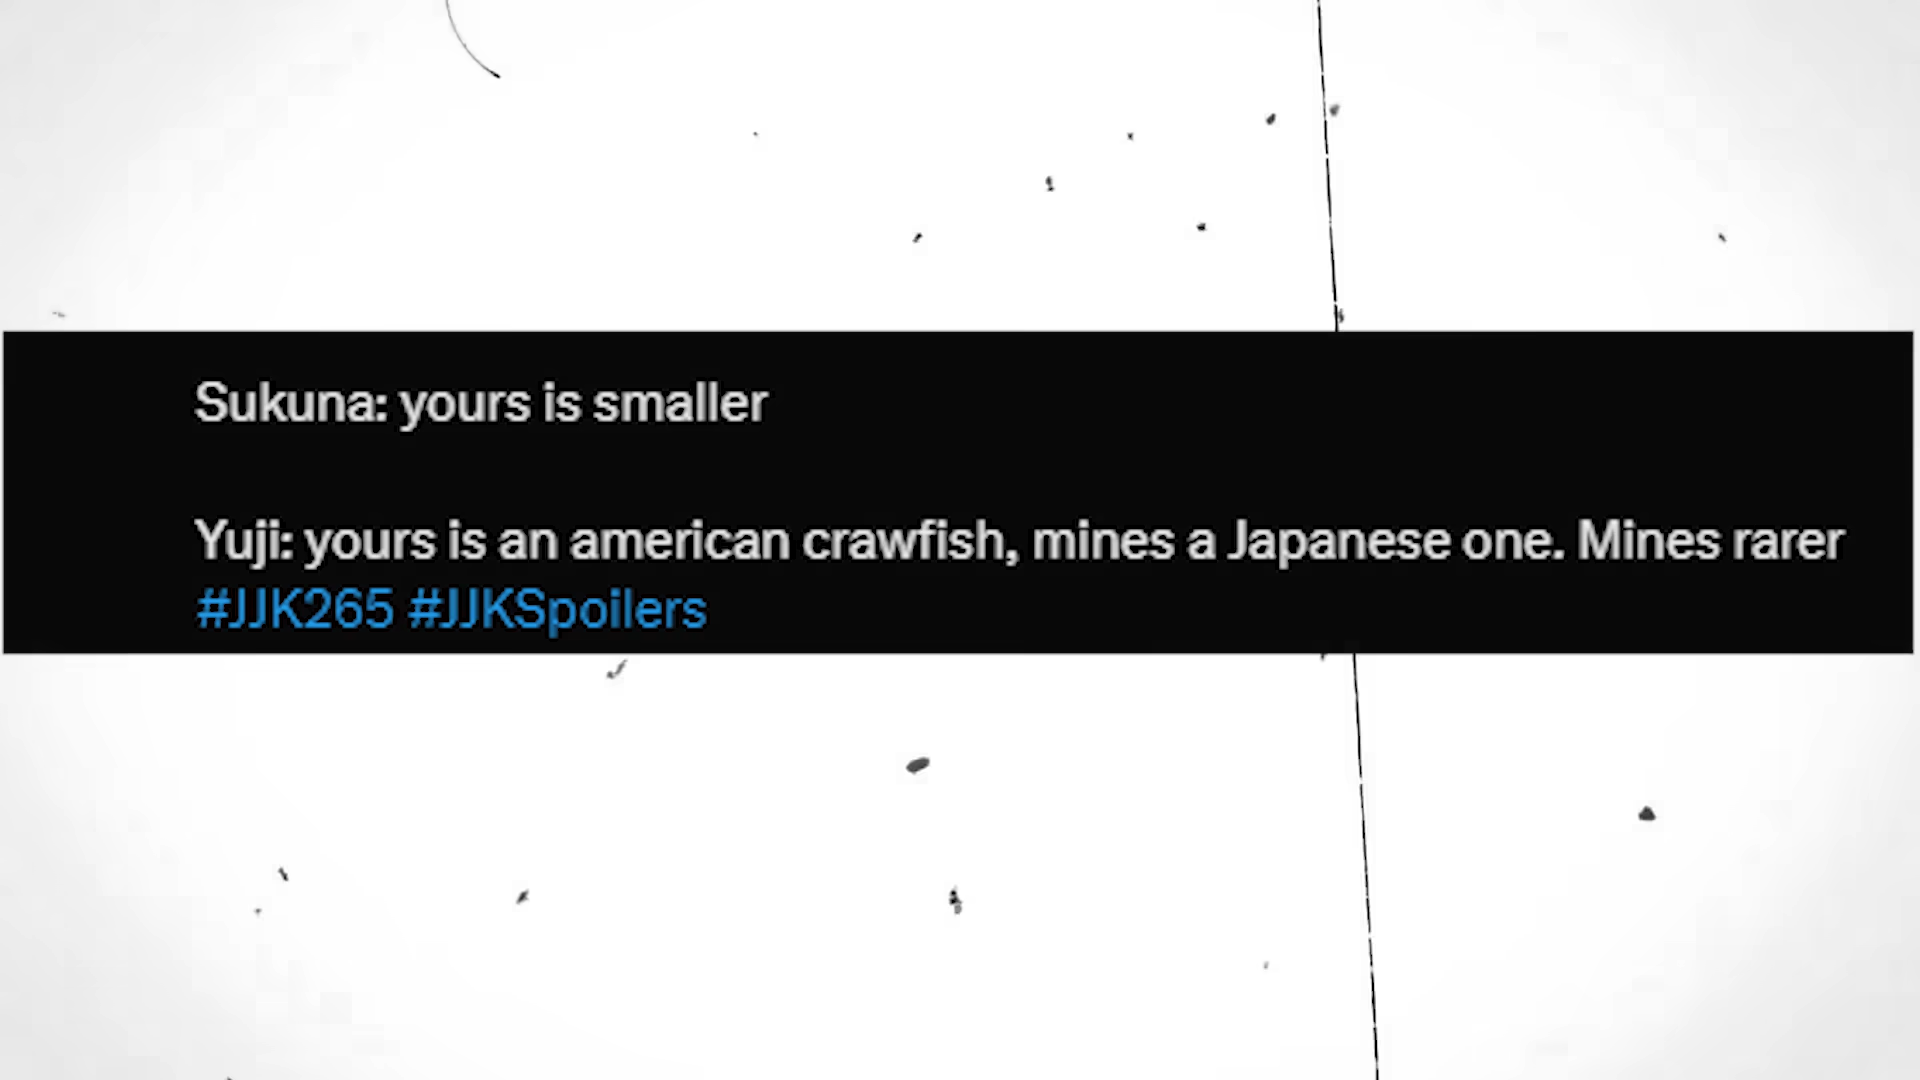 Sukuna: yours is smaller
Yuji: yours is an american crawfish, mines a Japanese one. Mines rarer
#JJK265 #JJKSpoilers